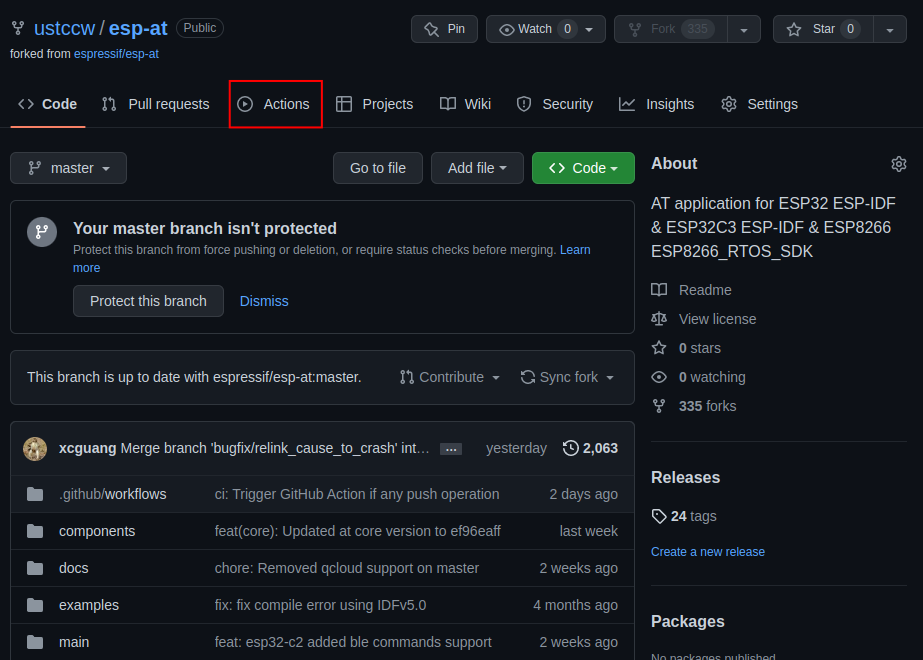 ustccw / esp-at Public
Pin
Watch 0
Fork 335
Star 0
forked from espressif/esp-at
Code
Pull requests
Actions
Projects
Wiki
Security
Insights
Settings
master
Go to file
Add file
Code
Your master branch isn't protected
Protect this branch from force pushing or deletion, or require status checks before merging. Learn
more
Protect this branch
Dismiss
This branch is up to date with espressif/esp-at:master.
Contribute
Sync fork
xcguang Merge branch 'bugfix/relink_cause_to_crash' int… ... yesterday 2,063
.github/workflows ci: Trigger GitHub Action if any push operation 2 days ago
components feat(core): Updated at core version to ef96eaff last week
docs chore: Removed qcloud support on master 2 weeks ago
examples fix: fix compile error using IDFv5.0 4 months ago
main feat: esp32-c2 added ble commands support 2 weeks ago
About
AT application for ESP32 ESP-IDF
& ESP32C3 ESP-IDF & ESP8266
ESP8266_RTOS_SDK
Readme
View license
0 stars
0 watching
335 forks
Releases
24 tags
Create a new release
Packages
No packages published